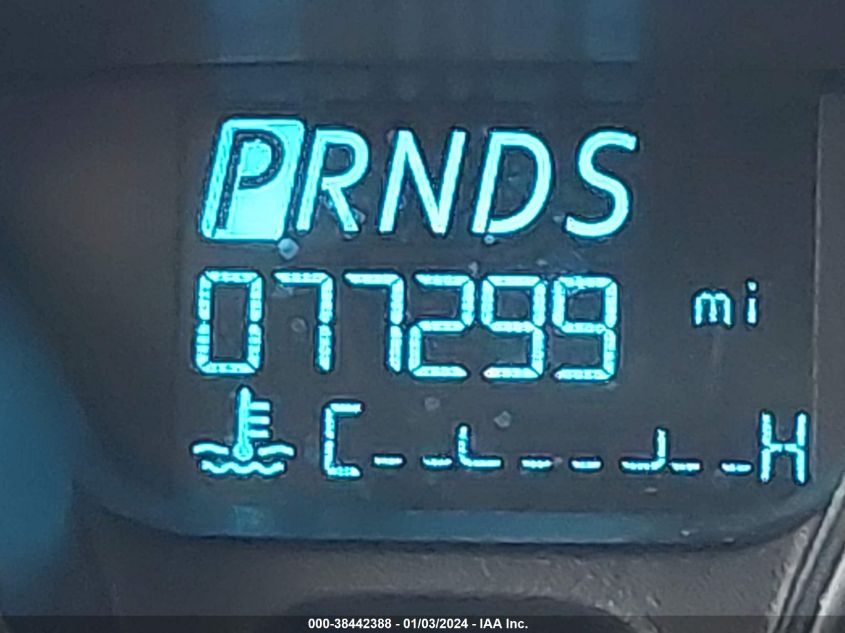 PRNDS
077299 mi
C H
000-38442388 - 01/03/2024 - IAA Inc.